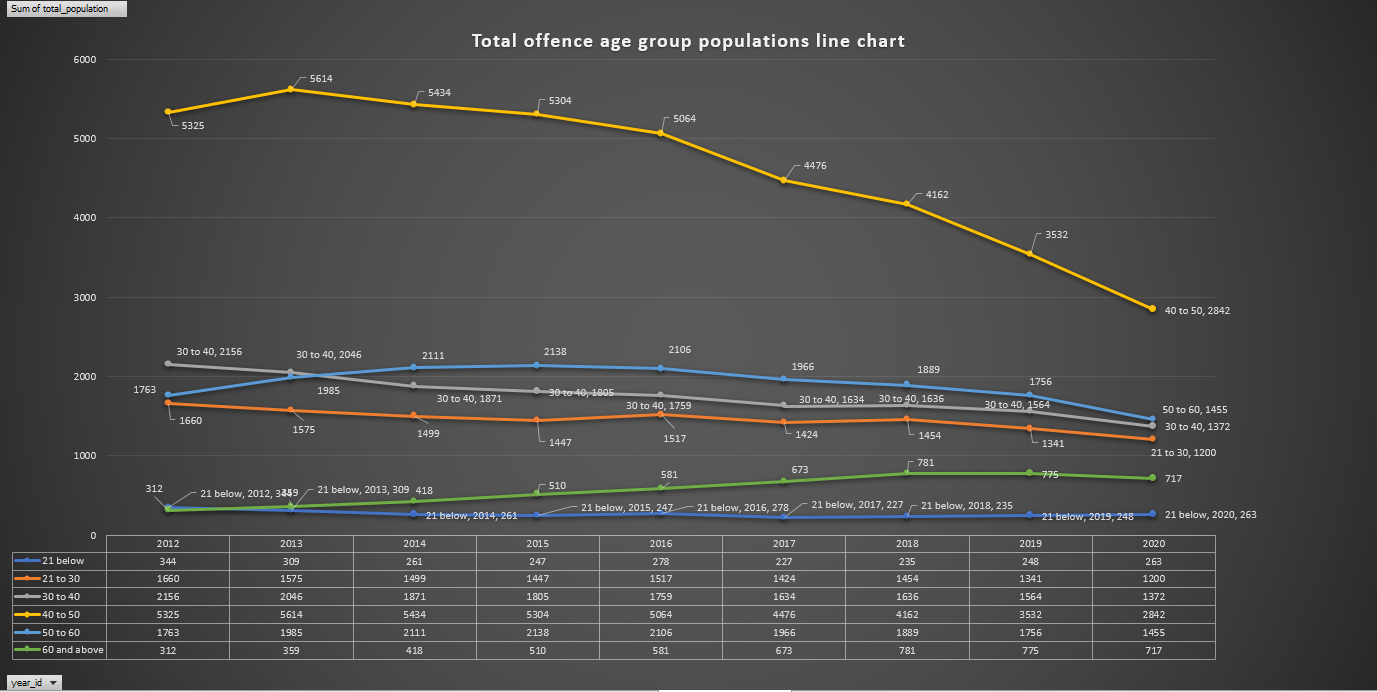 Sum of total_population
Total offence age group populations line chart
6000
5614
5434
5325
5304
5064
5000
4476
4162
4000
3532
3000
40 to 50, 2842
30 to 40, 2156
30 to 40, 2046
2111
2138
2106
1966
1889
1756
2000
1763
1985
30 to 40, 1871
30 to 40, 1805
30 to 40, 1759
30 to 40, 1634
30 to 40, 1636
30 to 40, 1564
50 to 60, 1455
30 to 40, 1372
1660
1575
1499
1447
1517
1424
1454
1341
21 to 30, 1200
1000
312
359
418
510
581
673
781
775
717
21 below, 2012, 344
21 below, 2013, 309
21 below, 2014, 261
21 below, 2015, 247
21 below, 2016, 278
21 below, 2017, 227
21 below, 2018, 235
21 below, 2019, 248
21 below, 2020, 263
0
2012 2013 2014 2015 2016 2017 2018 2019 2020
21 below 344 309 261 247 278 227 235 248 263
21 to 30 1660 1575 1499 1447 1517 1424 1454 1341 1200
30 to 40 2156 2046 1871 1805 1759 1634 1636 1564 1372
40 to 50 5325 5614 5434 5304 5064 4476 4162 3532 2842
50 to 60 1763 1985 2111 2138 2106 1966 1889 1756 1455
60 and above 312 359 418 510 581 673 781 775 717
year_id